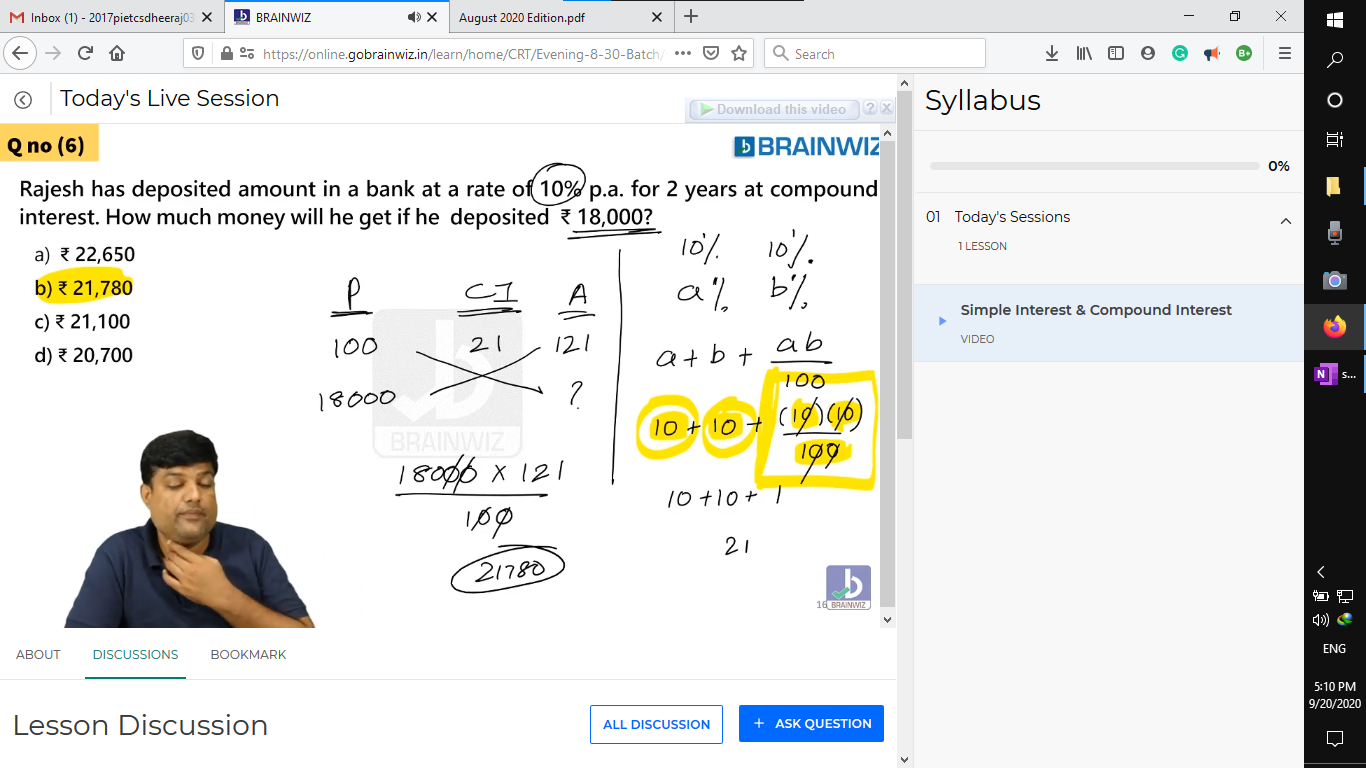 Inbox (1) - 2017pietcsdheeraj03
BRAINWIZ
August 2020 Edition.pdf
https://online.gobrainwiz.in/learn/home/CRT/Evening-8-30-Batch/
Search
Today's Live Session
Download this video
Q no (6)
BRAINWIZ
Rajesh has deposited amount in a bank at a rate of 10% p.a. for 2 years at compound
interest. How much money will he get if he deposited ₹ 18,000?
a) ₹ 22,650
b) ₹ 21,780
c) ₹ 21,100
d) ₹ 20,700
P CI A
100 21 121
18000 ?
18000 x 121
100
21780
10% 10%.
a% b%
a + b + ab
100
10 + 10 + (10)(10)
100
10 + 10 + 1
21
BRAINWIZ
16 BRAINWIZ
ABOUT DISCUSSIONS BOOKMARK
Lesson Discussion
ALL DISCUSSION
+ ASK QUESTION
Syllabus
0%
01 Today's Sessions
1 LESSON
Simple Interest & Compound Interest
VIDEO
N s...
ENG
5:10 PM
9/20/2020